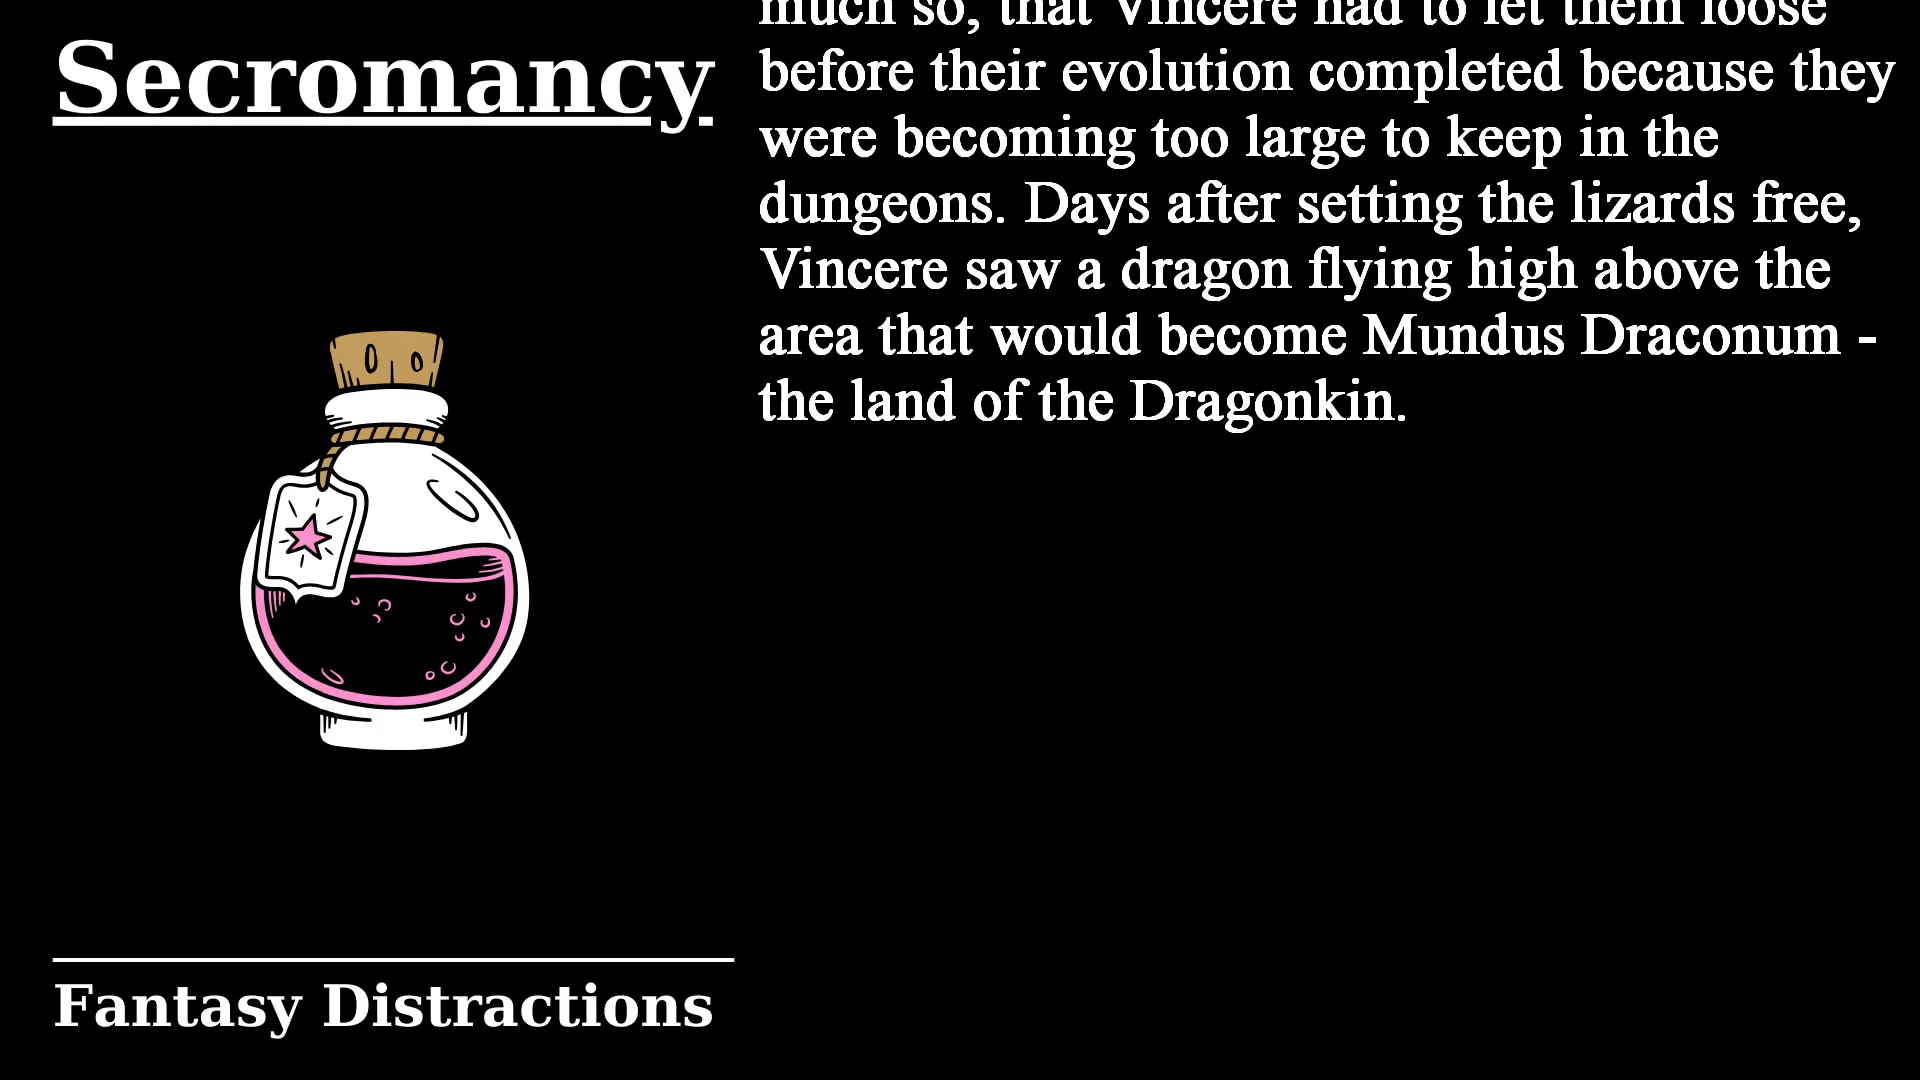 Secromancy
much so, that Vincere had to let them loose
before their evolution completed because they
were becoming too large to keep in the
dungeons. Days after setting the lizards free,
Vincere saw a dragon flying high above the
area that would become Mundus Draconum -
the land of the Dragonkin.
Fantasy Distractions